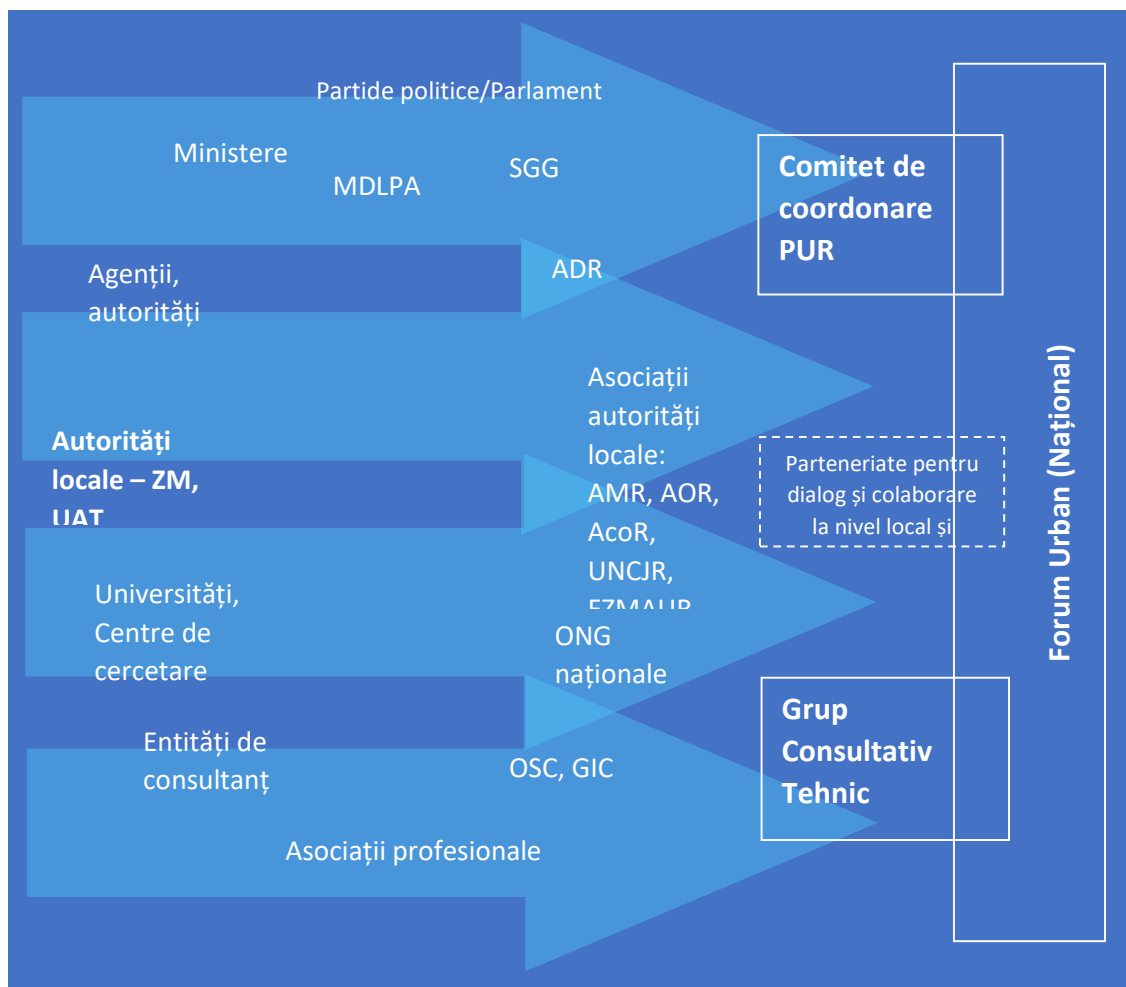 Partide politice/Parlament
Ministere
MDLPA
SGG
Comitet de
coordonare
PUR
Agenții,
autorități
ADR
Asociații
autorități
locale:
AMR, AOR,
AcoR,
UNCJR,
Autorități
locale – ZM,
UAT
Parteneriate pentru
dialog și colaborare
la nivel local și
Forum Urban (Național)
Universități,
Centre de
cercetare
ONG
naționale
Grup
Consultativ
Tehnic
Entități de
consultanț
OSC, GIC
Asociații profesionale